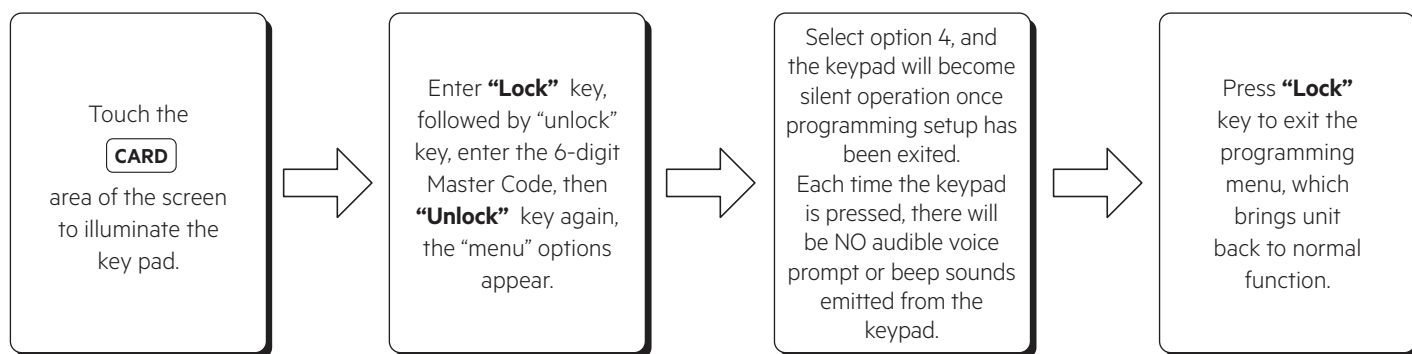 Touch the
CARD
area of the screen
to illuminate the
key pad.
Enter “Lock” key,
followed by “unlock”
key, enter the 6-digit
Master Code, then
“Unlock” key again,
the “menu” options
appear.
Select option 4, and
the keypad will become
silent operation once
programming setup has
been exited.
Each time the keypad
is pressed, there will
be NO audible voice
prompt or beep sounds
emitted from the
keypad.
Press “Lock”
key to exit the
programming
menu, which
brings unit
back to normal
function.